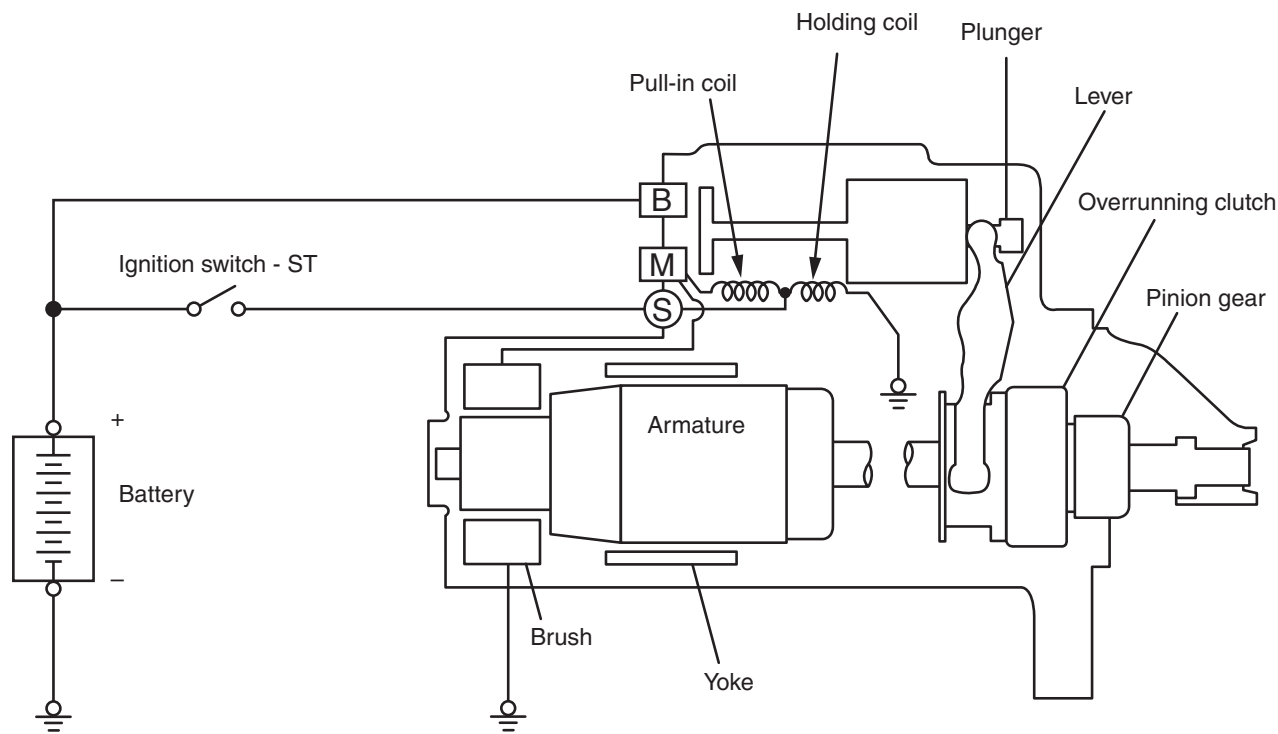 Holding coil
Plunger
Pull-in coil
Lever
B
Overrunning clutch
Ignition switch - ST
M
Pinion gear
S
+
Armature
Battery
–
Brush
Yoke